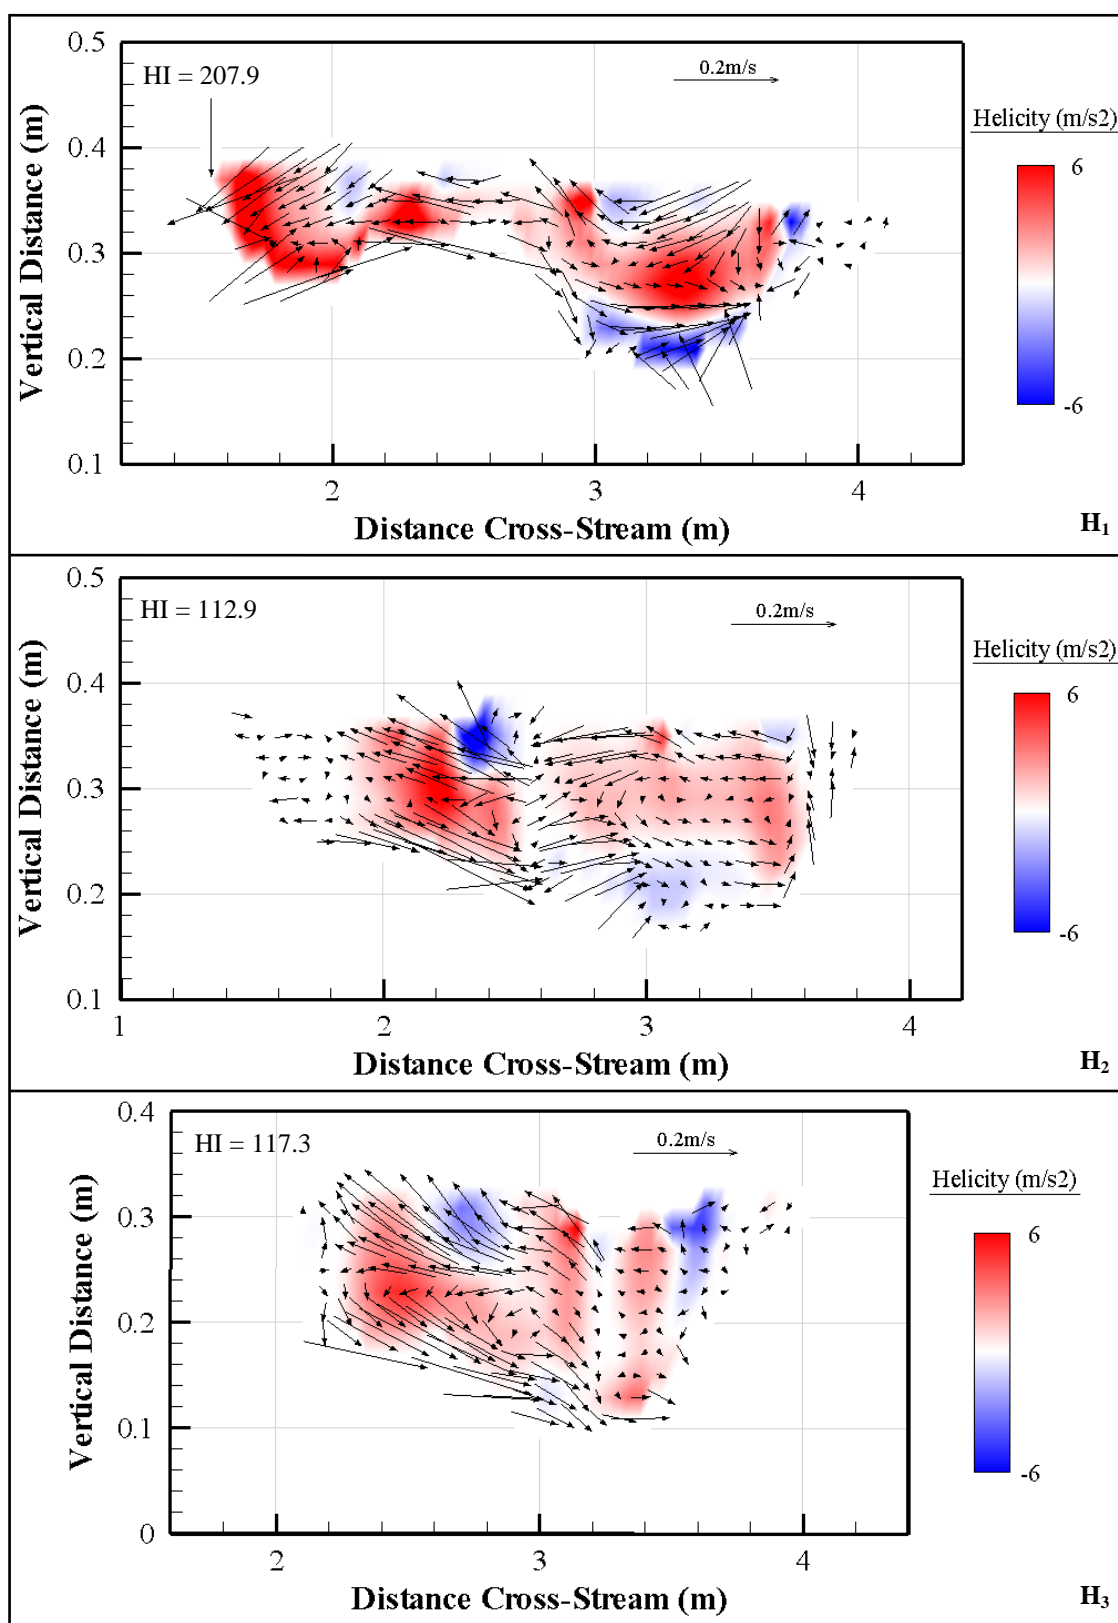 0.5
HI = 207.9
0.2m/s
Helicity (m/s2)
0.4
6
Vertical Distance (m)
0.3
0.2
-6
0.1
2
3
4
Distance Cross-Stream (m)
H1
0.5
HI = 112.9
0.2m/s
Helicity (m/s2)
0.4
6
Vertical Distance (m)
0.3
0.2
-6
0.1
1
2
3
4
Distance Cross-Stream (m)
H2
0.4
HI = 117.3
0.2m/s
Helicity (m/s2)
0.3
6
Vertical Distance (m)
0.2
0.1
-6
0
2
3
4
Distance Cross-Stream (m)
H3